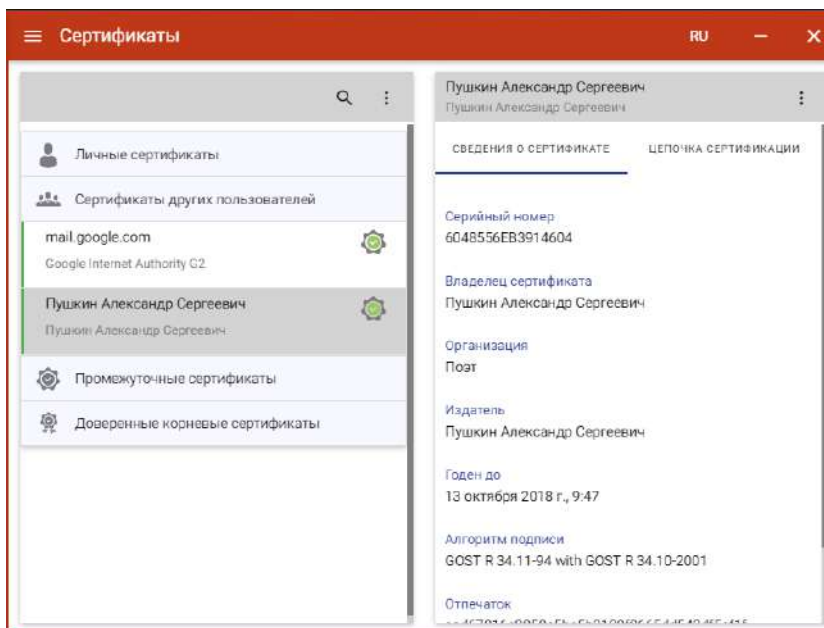 Сертификаты
RU
Личные сертификаты
Сертификаты других пользователей
mail.google.com
Google Internet Authority G2
Пушкин Александр Сергеевич
Пушкин Александр Сергеевич
Промежуточные сертификаты
Доверенные корневые сертификаты
Пушкин Александр Сергеевич
Пушкин Александр Сергеевич
СВЕДЕНИЯ О СЕРТИФИКАТЕ
ЦЕПОЧКА СЕРТИФИКАЦИИ
Серийный номер
6048556EB3914604
Владелец сертификата
Пушкин Александр Сергеевич
Организация
Поэт
Издатель
Пушкин Александр Сергеевич
Годен до
13 октября 2018 г., 9:47
Алгоритм подписи
GOST R 34.11-94 with GOST R 34.10-2001
Отпечаток